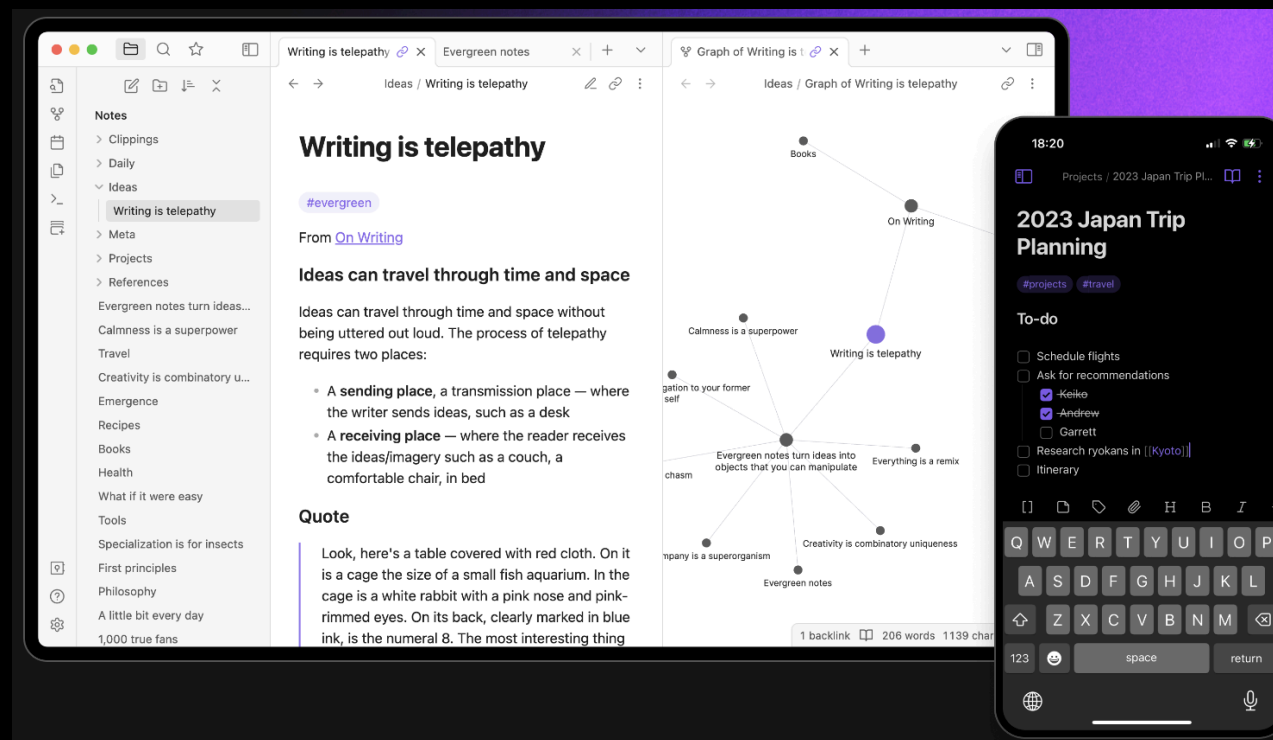 Writing is telepathy
Evergreen notes
Graph of Writing is t
Notes
Clippings
Daily
Ideas
Writing is telepathy
Meta
Projects
References
Evergreen notes turn ideas...
Calmness is a superpower
Travel
Creativity is combinatory u...
Emergence
Recipes
Books
Health
What if it were easy
Tools
Specialization is for insects
First principles
Philosophy
A little bit every day
1,000 true fans
Ideas / Writing is telepathy
Writing is telepathy
#evergreen
From On Writing
Ideas can travel through time and space
Ideas can travel through time and space without
being uttered out loud. The process of telepathy
requires two places:
• A sending place, a transmission place — where
the writer sends ideas, such as a desk
• A receiving place — where the reader receives
the ideas/imagery such as a couch, a
comfortable chair, in bed
Quote
Look, here's a table covered with red cloth. On it
is a cage the size of a small fish aquarium. In the
cage is a white rabbit with a pink nose and pink-
rimmed eyes. On its back, clearly marked in blue
ink, is the numeral 8. The most interesting thing
Ideas / Graph of Writing is telepathy
Books
On Writing
Calmness is a superpower
Writing is telepathy
gation to your former
self
Evergreen notes turn ideas into
objects that you can manipulate
Everything is a remix
chasm
Creativity is combinatory uniqueness
mpany is a superorganism
Evergreen notes
1 backlink 206 words 1139 char
18:20
Projects / 2023 Japan Trip Pl...
2023 Japan Trip
Planning
#projects #travel
To-do
Schedule flights
Ask for recommendations
Keiko
Andrew
Garrett
Research ryokans in [[Kyoto]]
Itinerary
[] H B I
Q W E R T Y U I O P
A S D F G H J K L
Z X C V B N M
123 space return